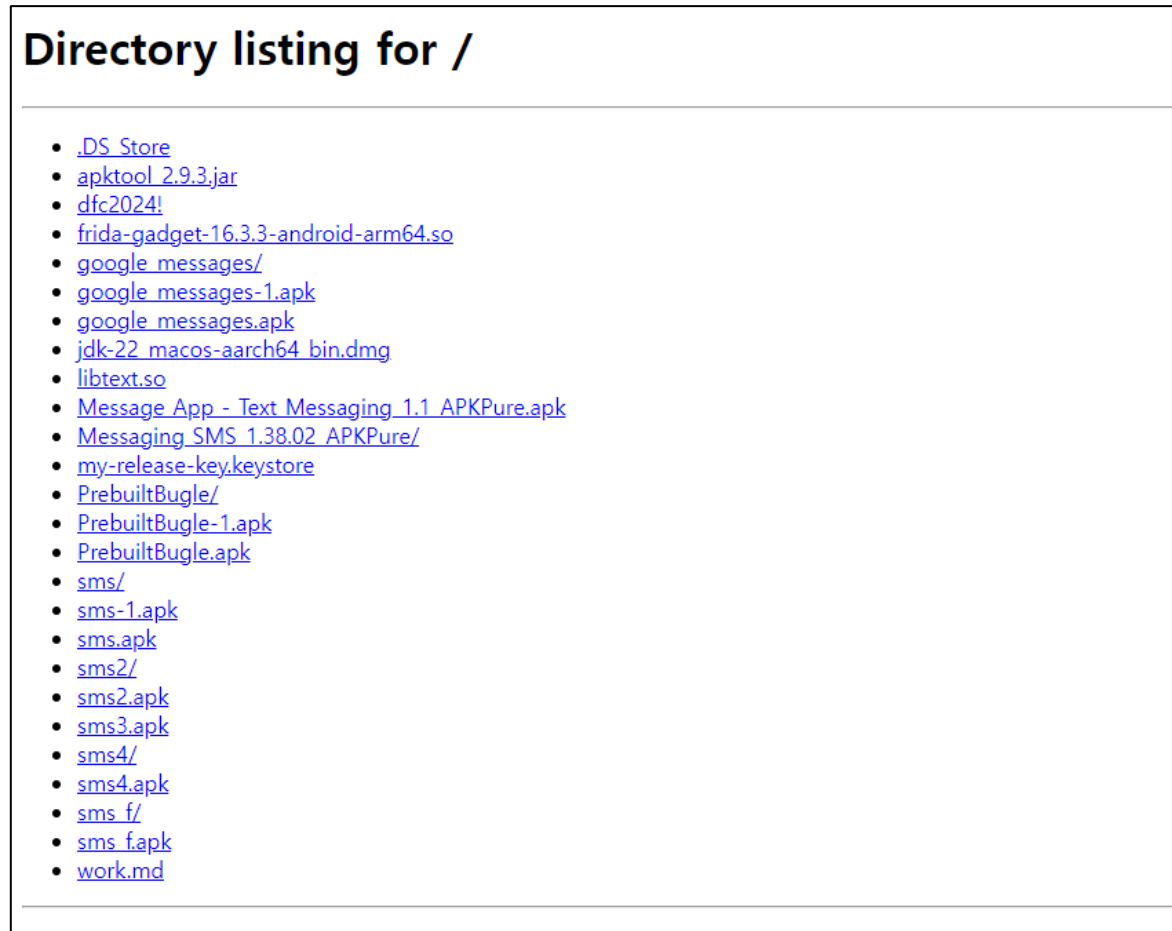 Directory listing for /
.DS_Store
apktool_2.9.3.jar
dfc2024!
frida-gadget-16.3.3-android-arm64.so
google_messages/
google_messages-1.apk
google_messages.apk
jdk-22_macos-aarch64_bin.dmg
libtext.so
Message App - Text Messaging_1.1_APKPure.apk
Messaging SMS_1.38.02_APKPure/
my-release-key.keystore
PrebuiltBugle/
PrebuiltBugle-1.apk
PrebuiltBugle.apk
sms/
sms-1.apk
sms.apk
sms2/
sms2.apk
sms3.apk
sms4/
sms4.apk
sms_f/
sms_f.apk
work.md